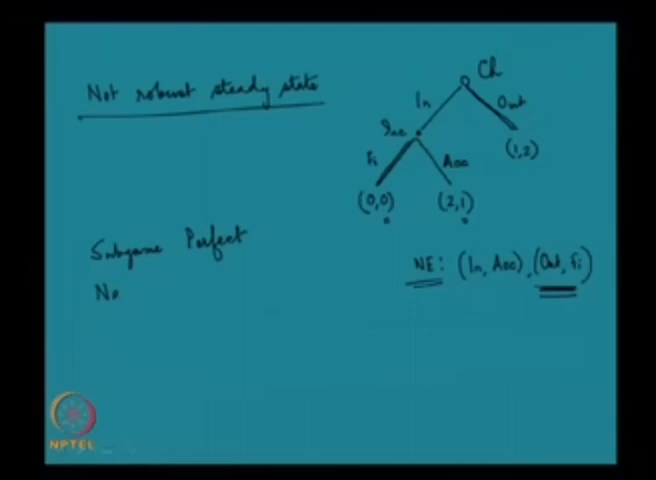 Not robust steady state
Ch
In
Out
Inc
Fi
Acc
(1,2)
(0,0)
(2,1)
Subgame Perfect
NE: (In, Acc), (Out, Fi)
No
NPTEL